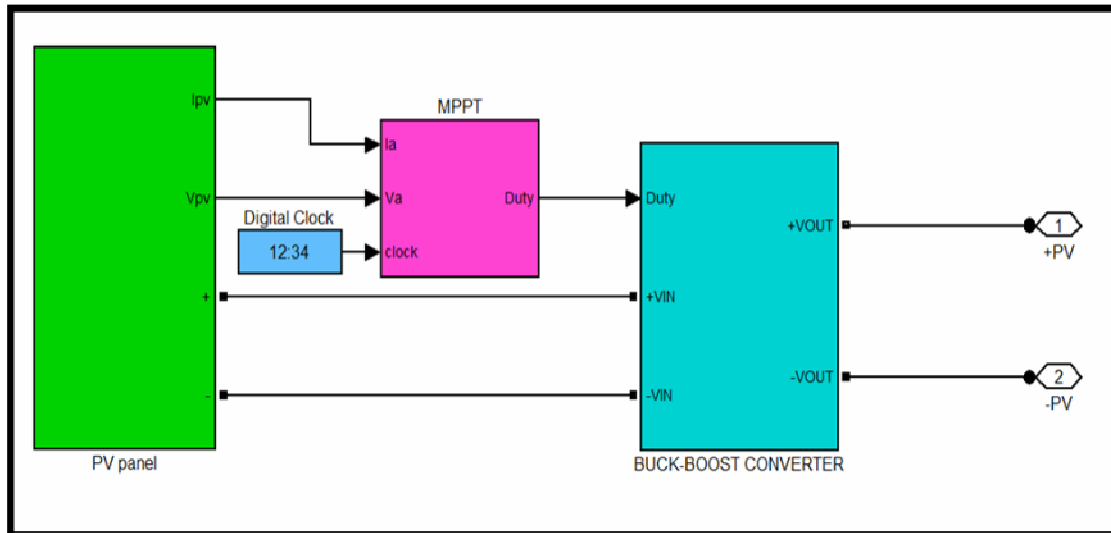 Ipv
MPPT
Ia
Vpv
Va
Duty
Duty
Digital Clock
12:34
clock
+VOUT
1
+PV
+
+VIN
-VOUT
2
-PV
-
-VIN
PV panel
BUCK-BOOST CONVERTER